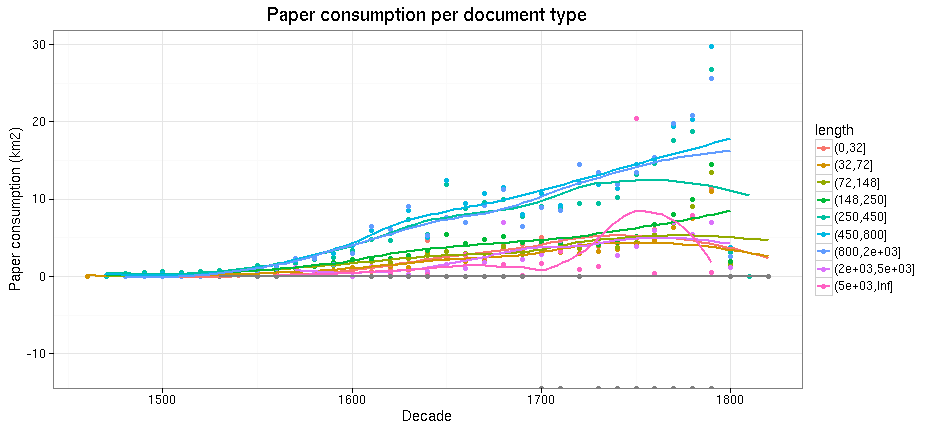 Paper consumption per document type
Paper consumption (km2)
30
20
10
0
-10
1500
1600
1700
1800
Decade
length
(0,32]
(32,72]
(72,148]
(148,250]
(250,450]
(450,800]
(800,2e+03]
(2e+03,5e+03]
(5e+03,Inf]